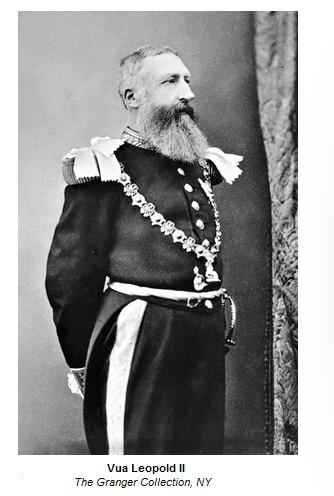 Vua Leopold II
The Granger Collection, NY